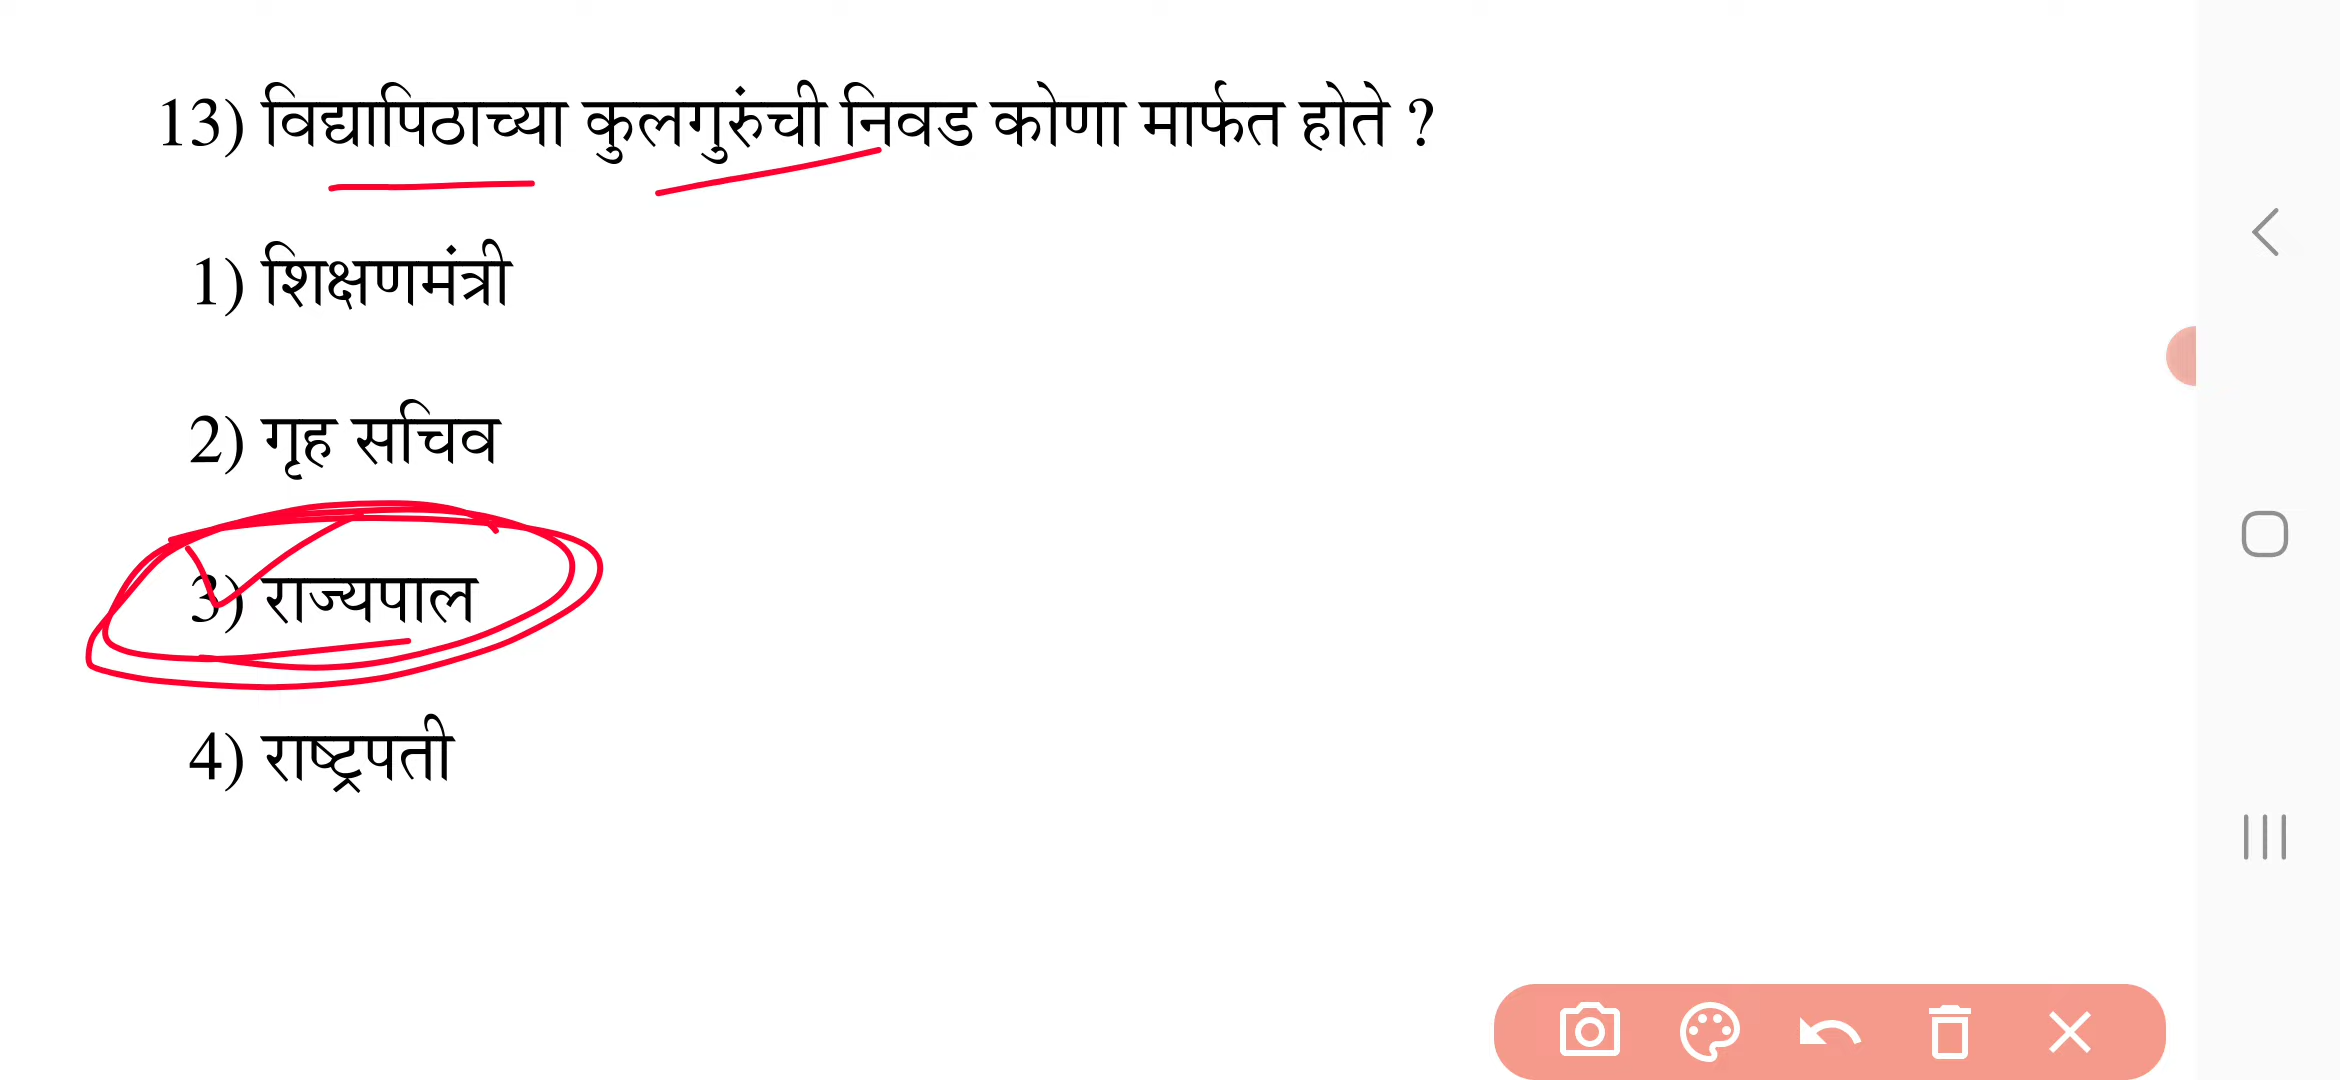 13) विद्यापिठाच्या कुलगुरुंची निवड कोणा मार्फत होते ?
1) शिक्षणमंत्री
2) गृह सचिव
3) राज्यपाल
4) राष्ट्रपती